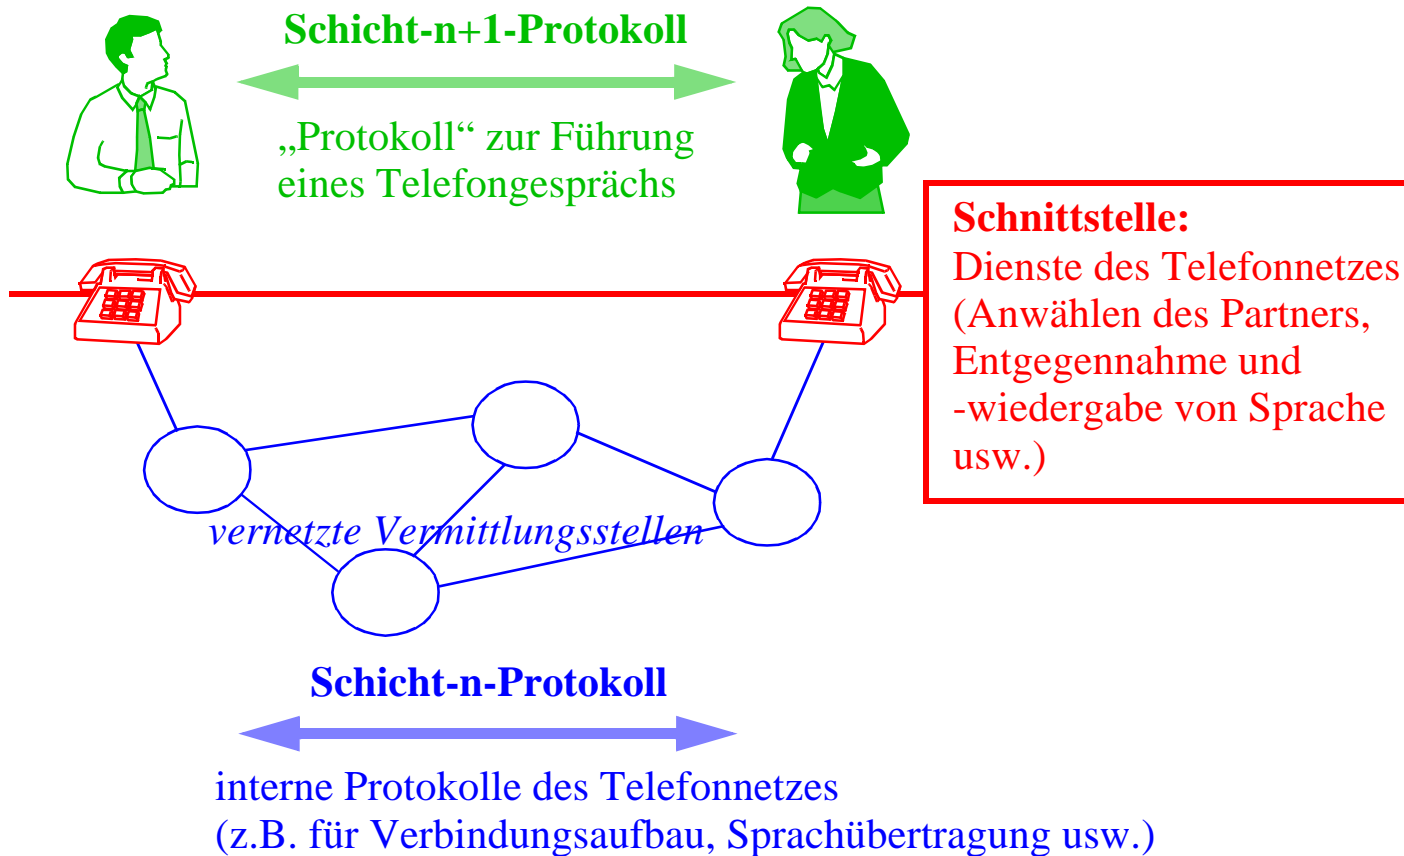 Schicht-n+1-Protokoll
„Protokoll“ zur Führung
eines Telefongesprächs
Schnittstelle:
Dienste des Telefonnetzes
(Anwählen des Partners,
Entgegennahme und
-wiedergabe von Sprache
usw.)
vernetzte Vermittlungsstellen
Schicht-n-Protokoll
interne Protokolle des Telefonnetzes
(z.B. für Verbindungsaufbau, Sprachübertragung usw.)